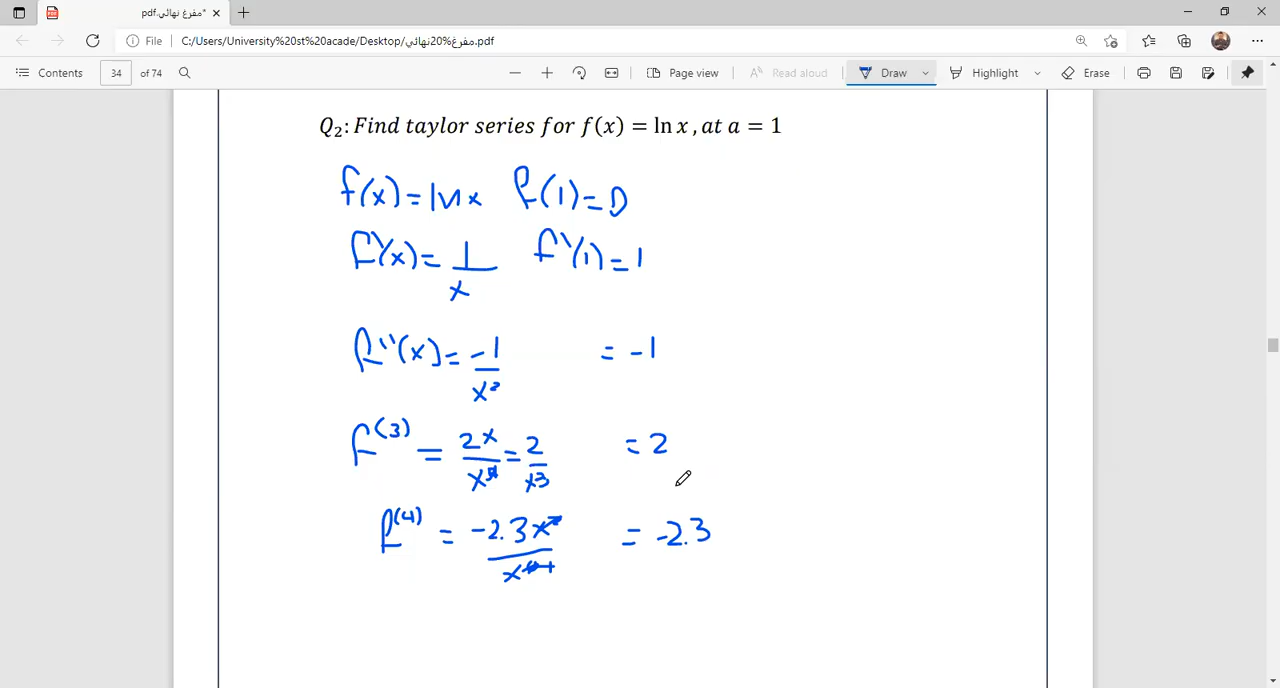 *مفرغ نهائي.pdf
File C:/Users/University%20st%20acade/Desktop/مفرغ%20نهائي.pdf
Contents 34 of 74 Page view Read aloud Draw Highlight Erase
Q₂: Find taylor series for f(x) = ln x , at a = 1
f(x) = ln x f(1) = 0
f'(x) = 1/x f'(1) = 1
f''(x) = -1/x² = -1
f⁽³⁾ = 2x/x⁴ = 2/x³ = 2
f⁽⁴⁾ = -2.3x²/x⁶⁴ = -2.3